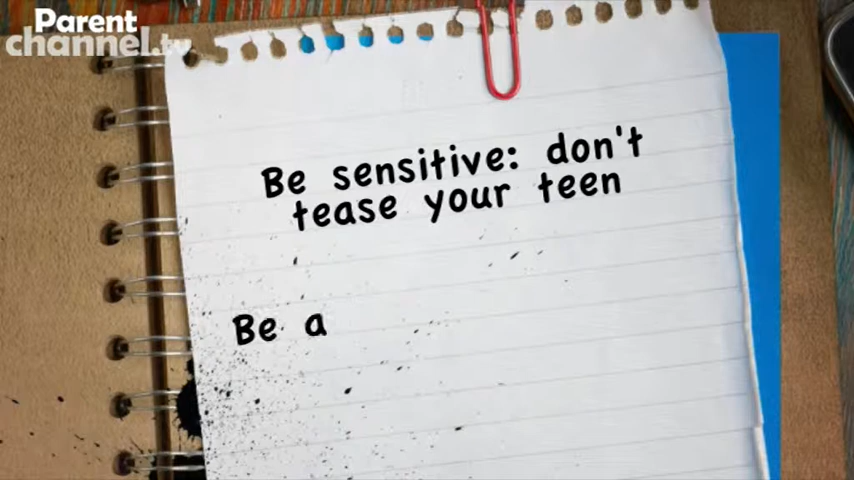 Parent
channel.tv
Be sensitive: don't
tease your teen
Be a